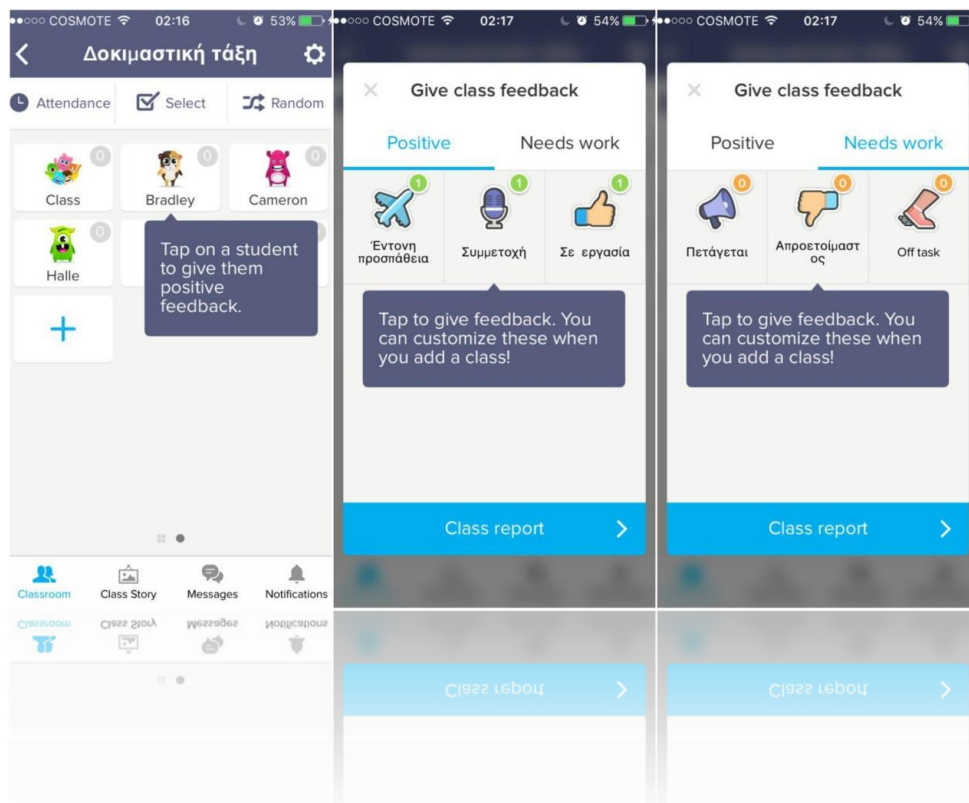 COSMOTE 02:16 53%
Δοκιμαστική τάξη
Attendance Select Random
0 0 0
Class Bradley Cameron
0
Halle
Tap on a student
to give them
positive
feedback.
+
Classroom Class Story Messages Notifications
COSMOTE 02:17 54%
Give class feedback
Positive Needs work
1 1 1
Έντονη
προσπάθεια
Συμμετοχή
Σε εργασία
Tap to give feedback. You
can customize these when
you add a class!
Class report
COSMOTE 02:17 54%
Give class feedback
Positive Needs work
0 0 0
Πετάγεται
Απροετοίμαστ
ος
Off task
Tap to give feedback. You
can customize these when
you add a class!
Class report